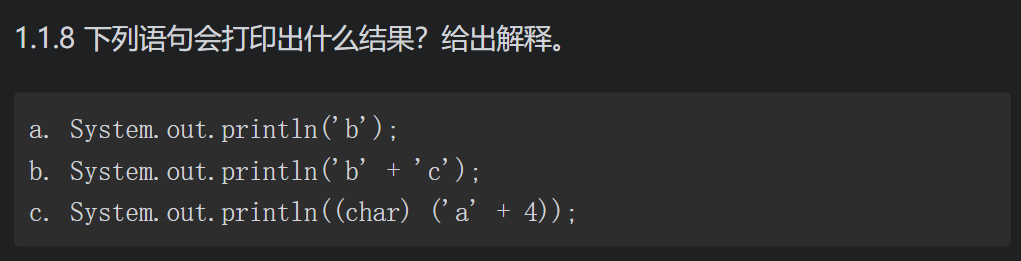 1.1.8 下列语句会打印出什么结果？给出解释。
a. System.out.println('b');
b. System.out.println('b' + 'c');
c. System.out.println((char) ('a' + 4));